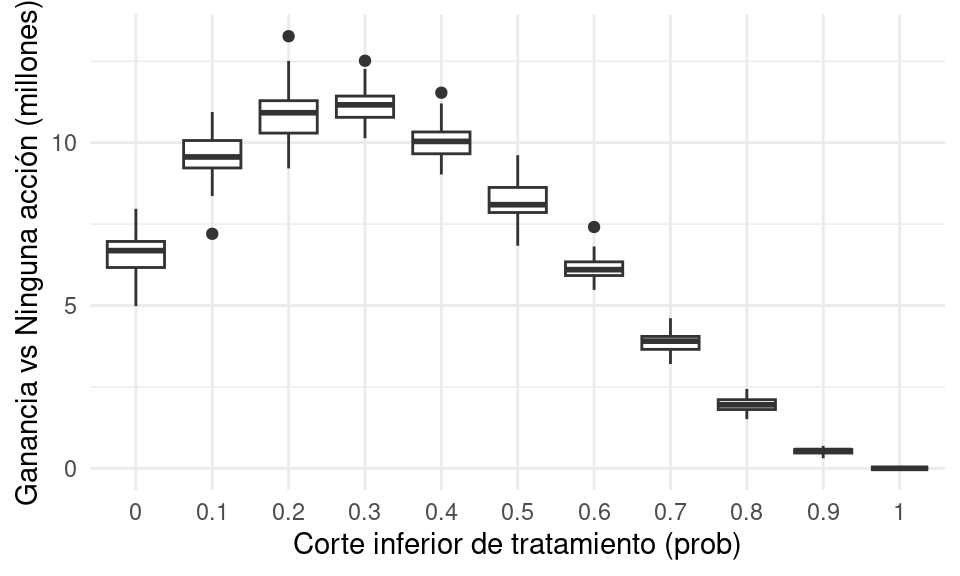 Ganancia vs Ninguna acción (millones)
10
5
0
0 0.1 0.2 0.3 0.4 0.5 0.6 0.7 0.8 0.9 1
Corte inferior de tratamiento (prob)